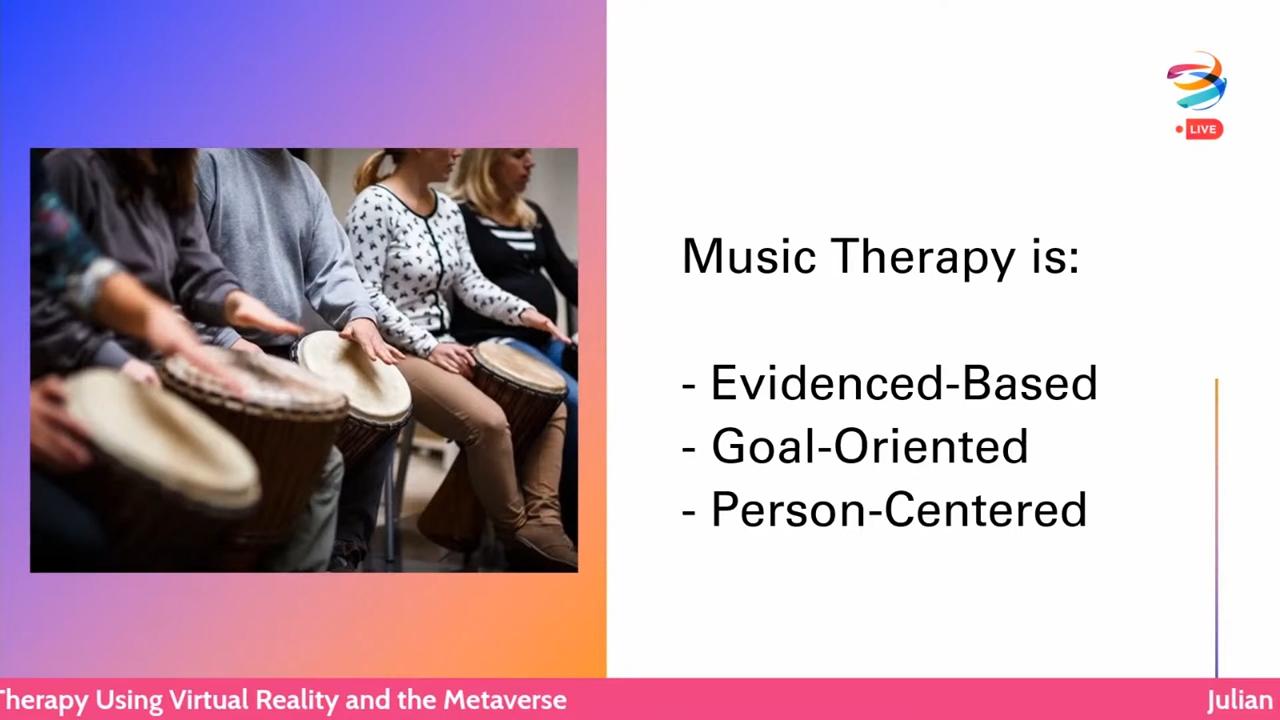 LIVE
Music Therapy is:
- Evidenced-Based
- Goal-Oriented
- Person-Centered
Therapy Using Virtual Reality and the Metaverse
Julian